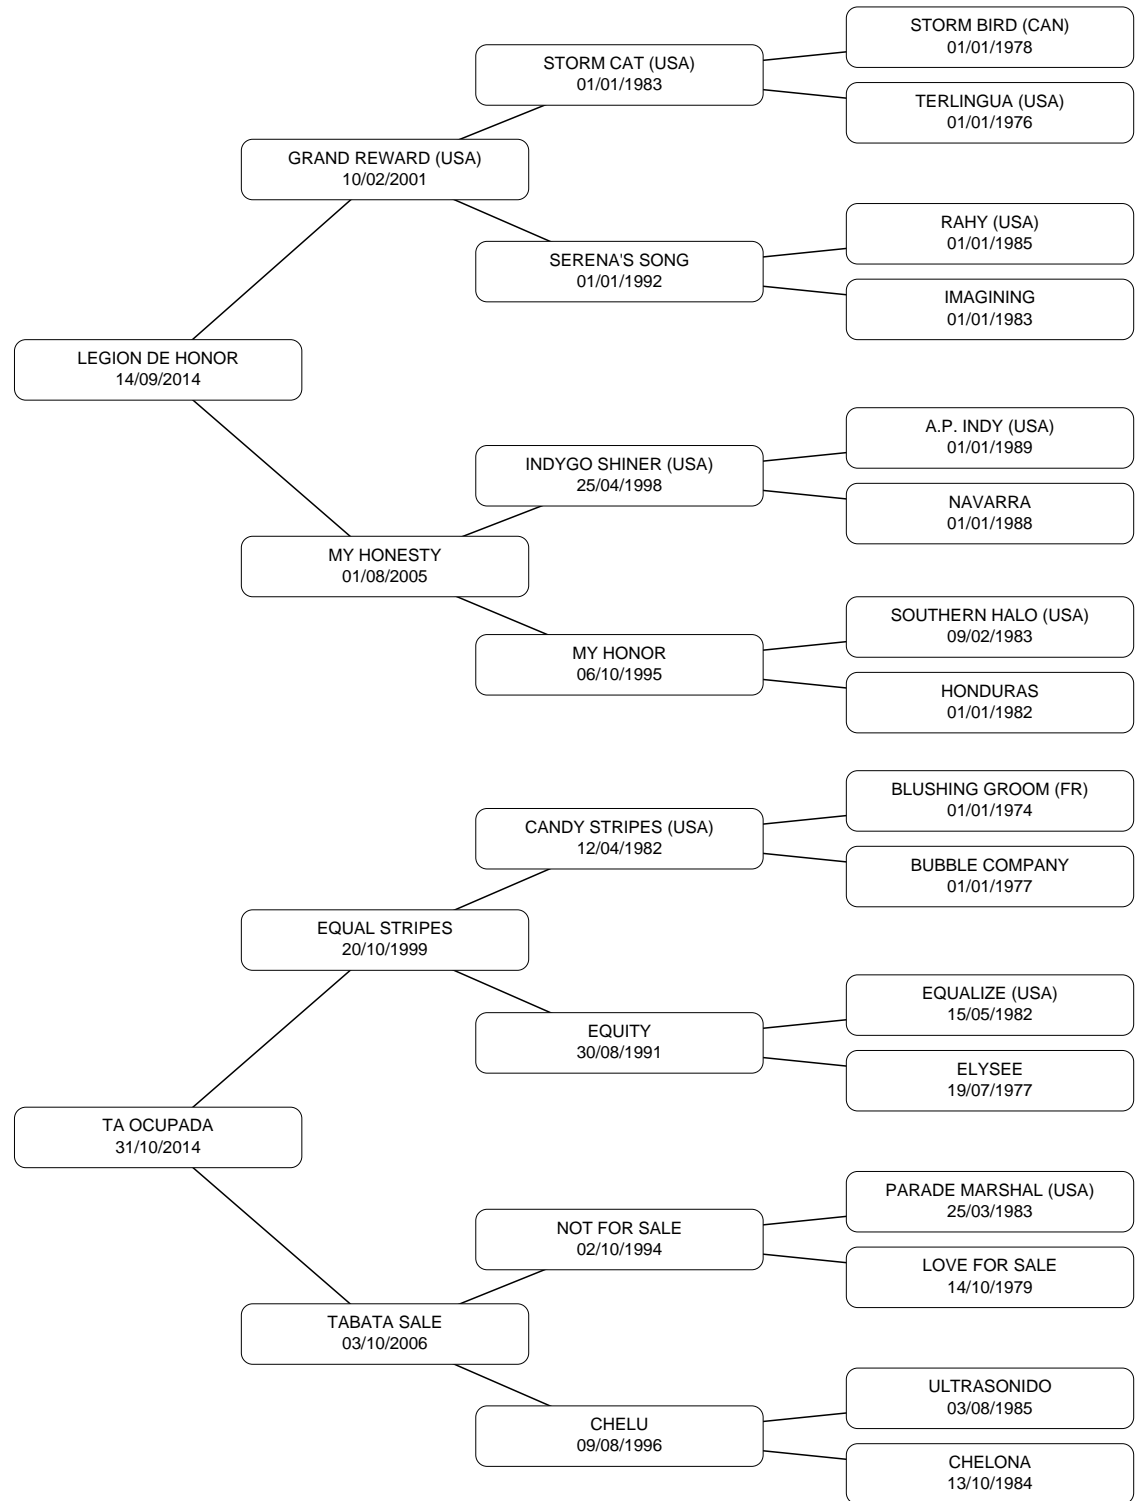 STORM BIRD (CAN)
01/01/1978
STORM CAT (USA)
01/01/1983
TERLINGUA (USA)
01/01/1976
GRAND REWARD (USA)
10/02/2001
RAHY (USA)
01/01/1985
SERENA'S SONG
01/01/1992
IMAGINING
01/01/1983
LEGION DE HONOR
14/09/2014
A.P. INDY (USA)
01/01/1989
INDYGO SHINER (USA)
25/04/1998
NAVARRA
01/01/1988
MY HONESTY
01/08/2005
SOUTHERN HALO (USA)
09/02/1983
MY HONOR
06/10/1995
HONDURAS
01/01/1982
BLUSHING GROOM (FR)
01/01/1974
CANDY STRIPES (USA)
12/04/1982
BUBBLE COMPANY
01/01/1977
EQUAL STRIPES
20/10/1999
EQUALIZE (USA)
15/05/1982
EQUITY
30/08/1991
ELYSEE
19/07/1977
TA OCUPADA
31/10/2014
PARADE MARSHAL (USA)
25/03/1983
NOT FOR SALE
02/10/1994
LOVE FOR SALE
14/10/1979
TABATA SALE
03/10/2006
ULTRASONIDO
03/08/1985
CHELU
09/08/1996
CHELONA
13/10/1984